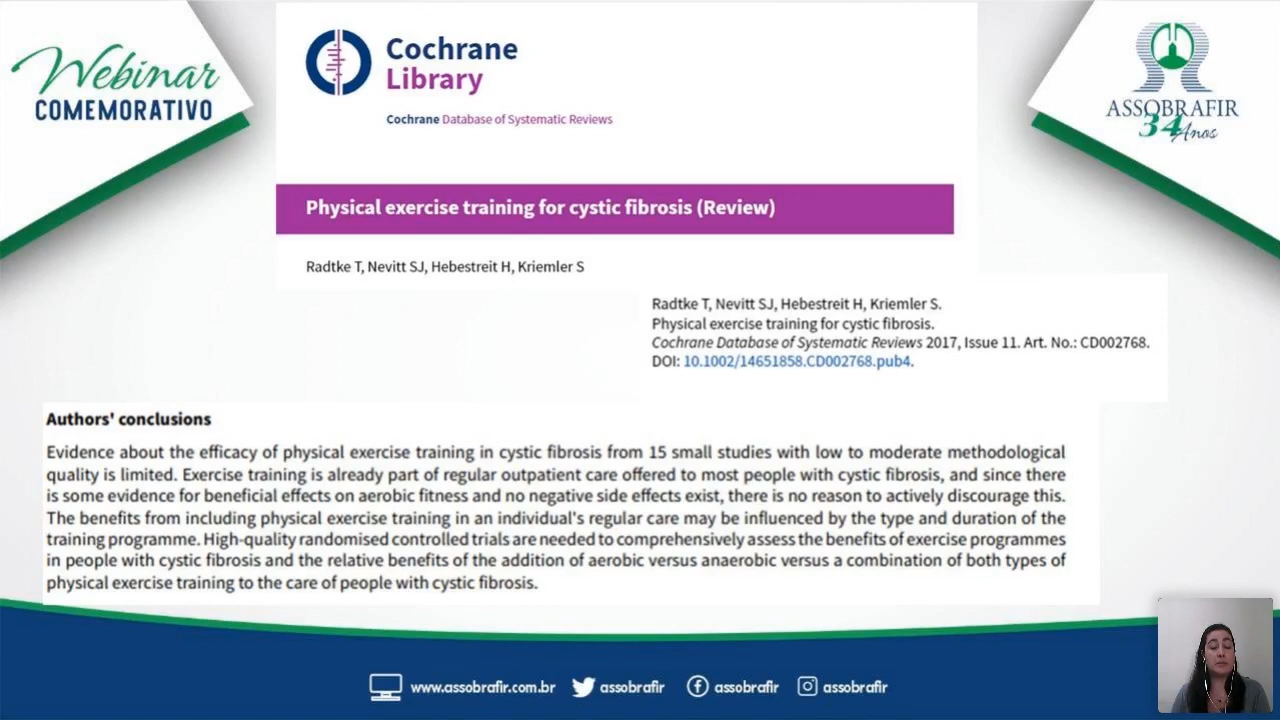 Webinar
COMEMORATIVO
Cochrane
Library
Cochrane Database of Systematic Reviews
ASSOBRAFIR
34 Anos
Physical exercise training for cystic fibrosis (Review)
Radtke T, Nevitt SJ, Hebestreit H, Kriemler S
Radtke T, Nevitt SJ, Hebestreit H, Kriemler S.
Physical exercise training for cystic fibrosis.
Cochrane Database of Systematic Reviews 2017, Issue 11. Art. No.: CD002768.
DOI: 10.1002/14651858.CD002768.pub4.
Authors' conclusions
Evidence about the efficacy of physical exercise training in cystic fibrosis from 15 small studies with low to moderate methodological
quality is limited. Exercise training is already part of regular outpatient care offered to most people with cystic fibrosis, and since there
is some evidence for beneficial effects on aerobic fitness and no negative side effects exist, there is no reason to actively discourage this.
The benefits from including physical exercise training in an individual's regular care may be influenced by the type and duration of the
training programme. High-quality randomised controlled trials are needed to comprehensively assess the benefits of exercise programmes
in people with cystic fibrosis and the relative benefits of the addition of aerobic versus anaerobic versus a combination of both types of
physical exercise training to the care of people with cystic fibrosis.
www.assobrafir.com.br assobrafir assobrafir assobrafir